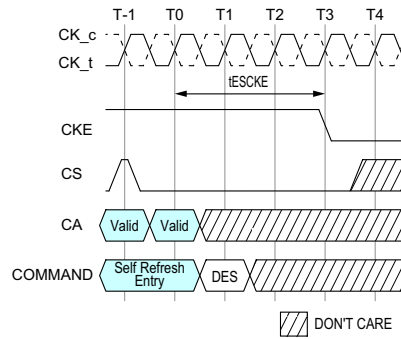 T-1 T0 T1 T2 T3 T4
CK_c
CK_t
tESCKE
CKE
CS
CA Valid Valid
COMMAND Self Refresh Entry DES
DON'T CARE